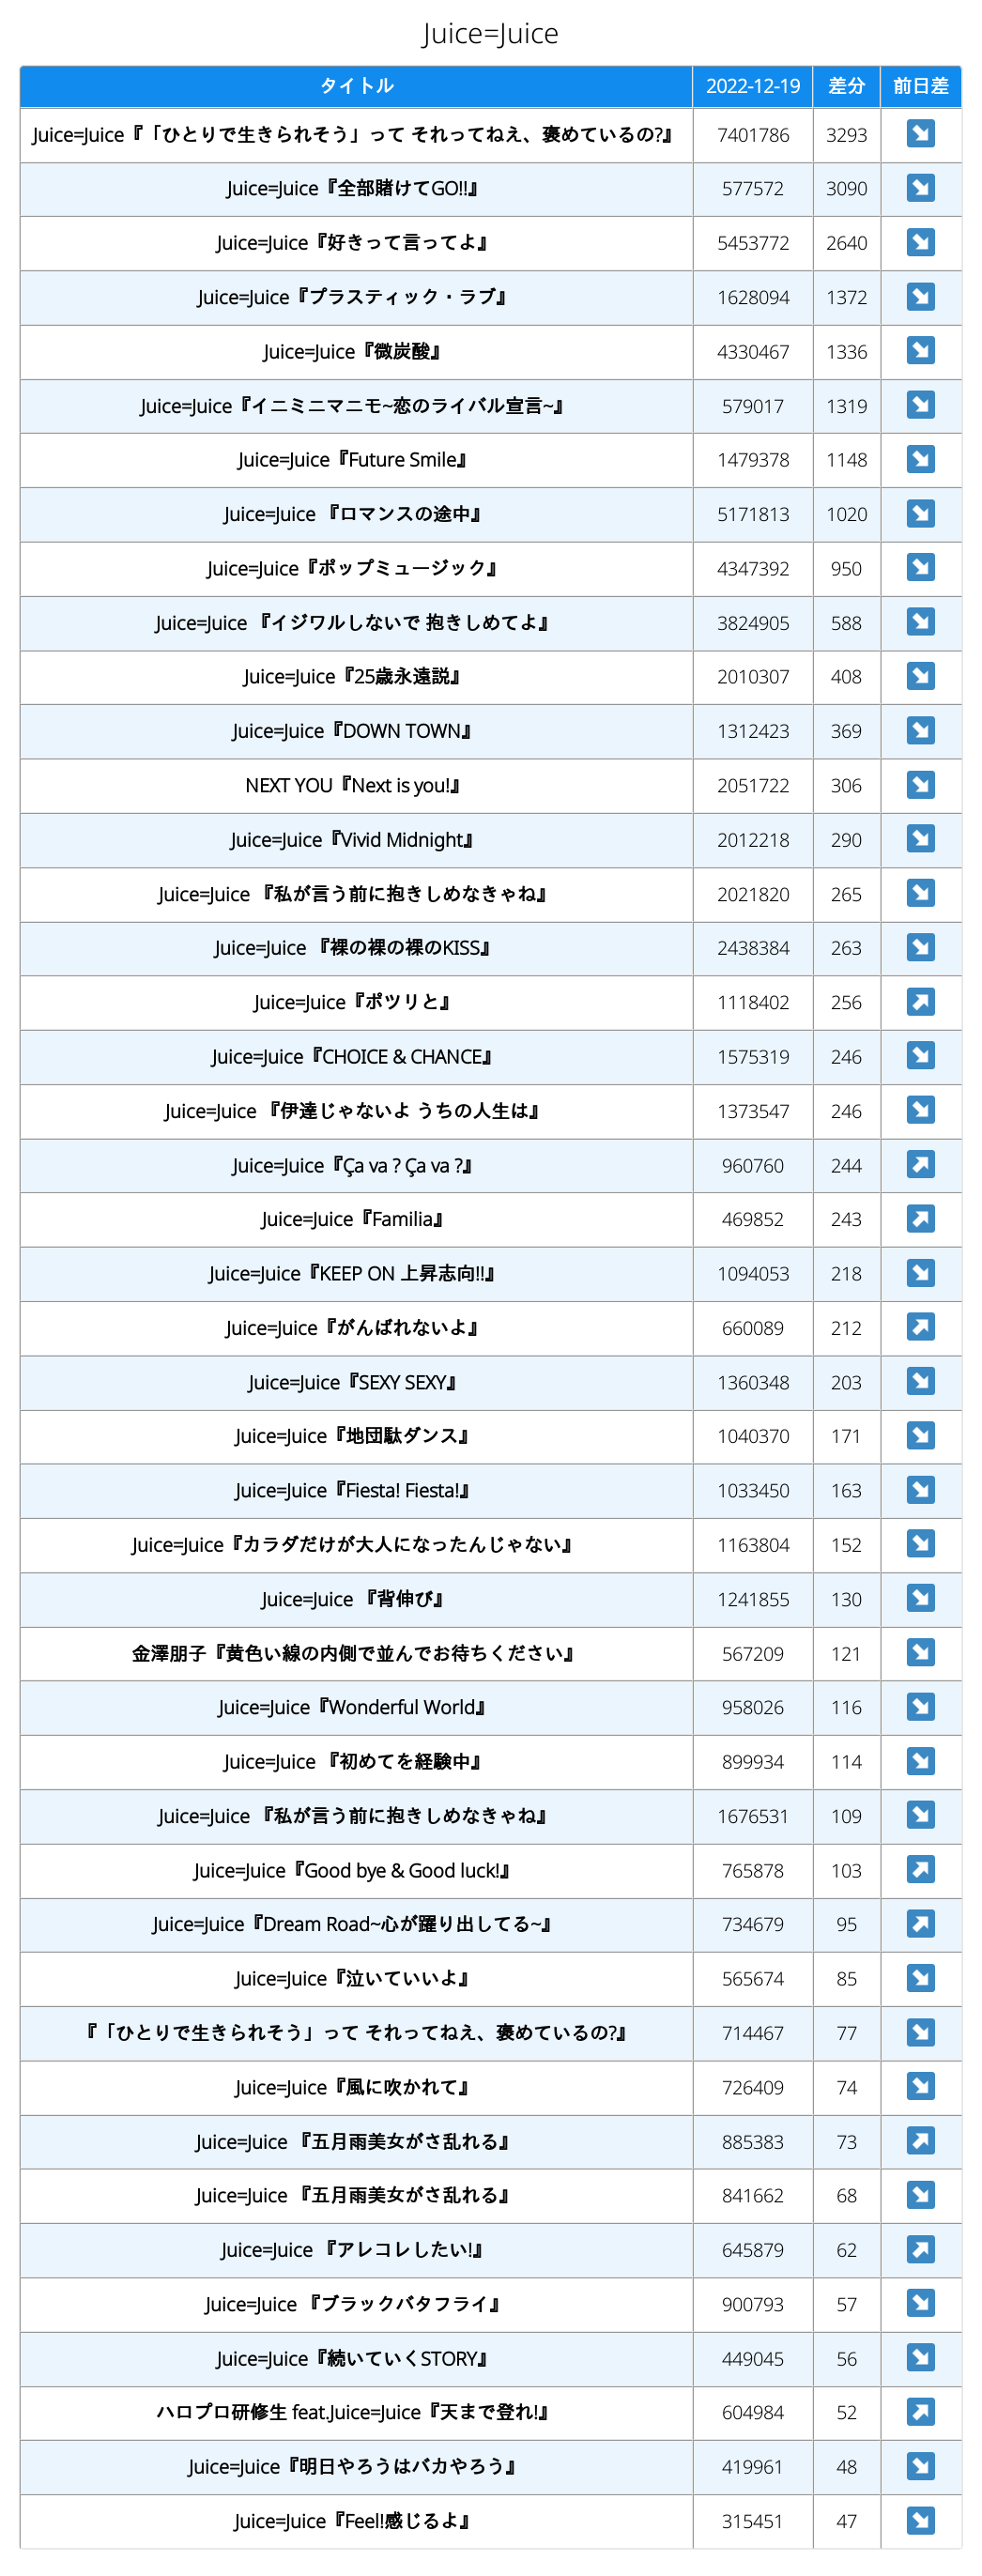 Juice=Juice
タイトル 2022-12-19 差分 前日差
Juice=Juice『「ひとりで生きられそう」って それってねえ、褒めているの?』 7401786 3293 ↘
Juice=Juice『全部賭けてGO!!』 577572 3090 ↘
Juice=Juice『好きって言ってよ』 5453772 2640 ↘
Juice=Juice『プラスティック・ラブ』 1628094 1372 ↘
Juice=Juice『微炭酸』 4330467 1336 ↘
Juice=Juice『イニミニマニモ~恋のライバル宣言~』 579017 1319 ↘
Juice=Juice『Future Smile』 1479378 1148 ↘
Juice=Juice 『ロマンスの途中』 5171813 1020 ↘
Juice=Juice『ポップミュージック』 4347392 950 ↘
Juice=Juice 『イジワルしないで 抱きしめてよ』 3824905 588 ↘
Juice=Juice『25歳永遠説』 2010307 408 ↘
Juice=Juice『DOWN TOWN』 1312423 369 ↘
NEXT YOU『Next is you!』 2051722 306 ↘
Juice=Juice『Vivid Midnight』 2012218 290 ↘
Juice=Juice 『私が言う前に抱きしめなきゃね』 2021820 265 ↘
Juice=Juice 『裸の裸の裸のKISS』 2438384 263 ↘
Juice=Juice『ポツリと』 1118402 256 ↗
Juice=Juice『CHOICE & CHANCE』 1575319 246 ↘
Juice=Juice 『伊達じゃないよ うちの人生は』 1373547 246 ↘
Juice=Juice『Ça va ? Ça va ?』 960760 244 ↗
Juice=Juice『Familia』 469852 243 ↗
Juice=Juice『KEEP ON 上昇志向!!』 1094053 218 ↘
Juice=Juice『がんばれないよ』 660089 212 ↗
Juice=Juice『SEXY SEXY』 1360348 203 ↘
Juice=Juice『地団駄ダンス』 1040370 171 ↘
Juice=Juice『Fiesta! Fiesta!』 1033450 163 ↘
Juice=Juice『カラダだけが大人になったんじゃない』 1163804 152 ↘
Juice=Juice 『背伸び』 1241855 130 ↘
金澤朋子『黄色い線の内側で並んでお待ちください』 567209 121 ↘
Juice=Juice『Wonderful World』 958026 116 ↘
Juice=Juice 『初めてを経験中』 899934 114 ↘
Juice=Juice 『私が言う前に抱きしめなきゃね』 1676531 109 ↘
Juice=Juice『Good bye & Good luck!』 765878 103 ↗
Juice=Juice『Dream Road~心が躍り出してる~』 734679 95 ↗
Juice=Juice『泣いていいよ』 565674 85 ↘
『「ひとりで生きられそう」って それってねえ、褒めているの?』 714467 77 ↘
Juice=Juice『風に吹かれて』 726409 74 ↘
Juice=Juice 『五月雨美女がさ乱れる』 885383 73 ↗
Juice=Juice 『五月雨美女がさ乱れる』 841662 68 ↘
Juice=Juice 『アレコレしたい!』 645879 62 ↗
Juice=Juice 『ブラックバタフライ』 900793 57 ↘
Juice=Juice『続いていくSTORY』 449045 56 ↘
ハロプロ研修生 feat.Juice=Juice『天まで登れ!』 604984 52 ↗
Juice=Juice『明日やろうはバカやろう』 419961 48 ↘
Juice=Juice『Feel!感じるよ』 315451 47 ↘